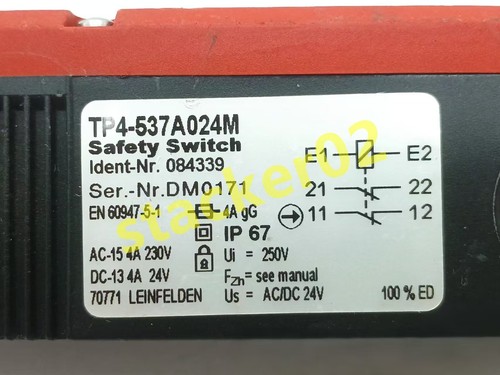 TP4-537A024M
Safety Switch
Ident-Nr. 084339
Ser.-Nr.DM0171
EN 60947-5-1 4A gG
IP 67
AC-15 4A 230V Ui = 250V
DC-13 4A 24V FZh= see manual
70771 LEINFELDEN Us = AC/DC 24V 100 % ED
E1 E2
21 22
11 12
stacker02